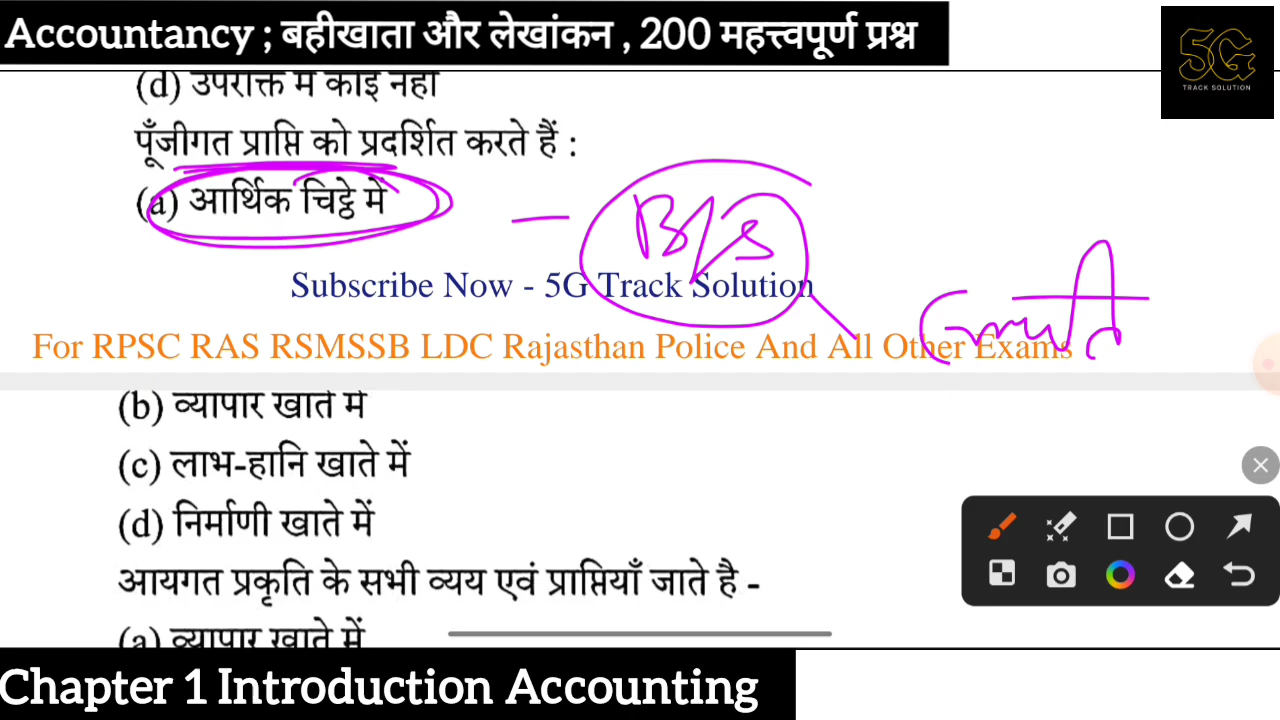 Accountancy ; बहीखाता और लेखांकन , 200 महत्त्वपूर्ण प्रश्न
5G
TRACK SOLUTION
(d) उपरोक्त में कोई नहीं
पूँजीगत प्राप्ति को प्रदर्शित करते हैं :
(a) आर्थिक चिट्ठे में
B/S
Subscribe Now - 5G Track Solution
For RPSC RAS RSMSSB LDC Rajasthan Police And All Other Exams
(b) व्यापार खाते में
(c) लाभ-हानि खाते में
(d) निर्माणी खाते में
आयगत प्रकृति के सभी व्यय एवं प्राप्तियाँ जाते है -
(a) व्यापार खाते में
Chapter 1 Introduction Accounting